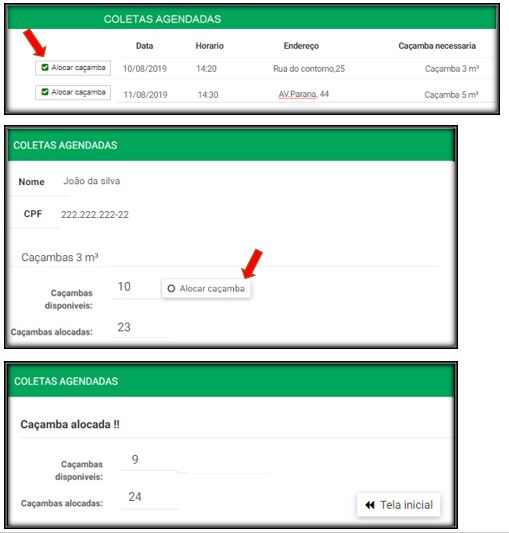 COLETAS AGENDADAS
Data Horario Endereço Caçamba necessaria
Alocar caçamba 10/08/2019 14:20 Rua do contorno,25 Caçamba 3 m³
Alocar caçamba 11/08/2019 14:30 AV.Parana, 44 Caçamba 5 m³
COLETAS AGENDADAS
Nome João da silva
CPF 222.222.222-22
Caçambas 3 m³
Caçambas disponiveis: 10 Alocar caçamba
Caçambas alocadas: 23
COLETAS AGENDADAS
Caçamba alocada !!
Caçambas disponiveis: 9
Caçambas alocadas: 24 Tela inicial